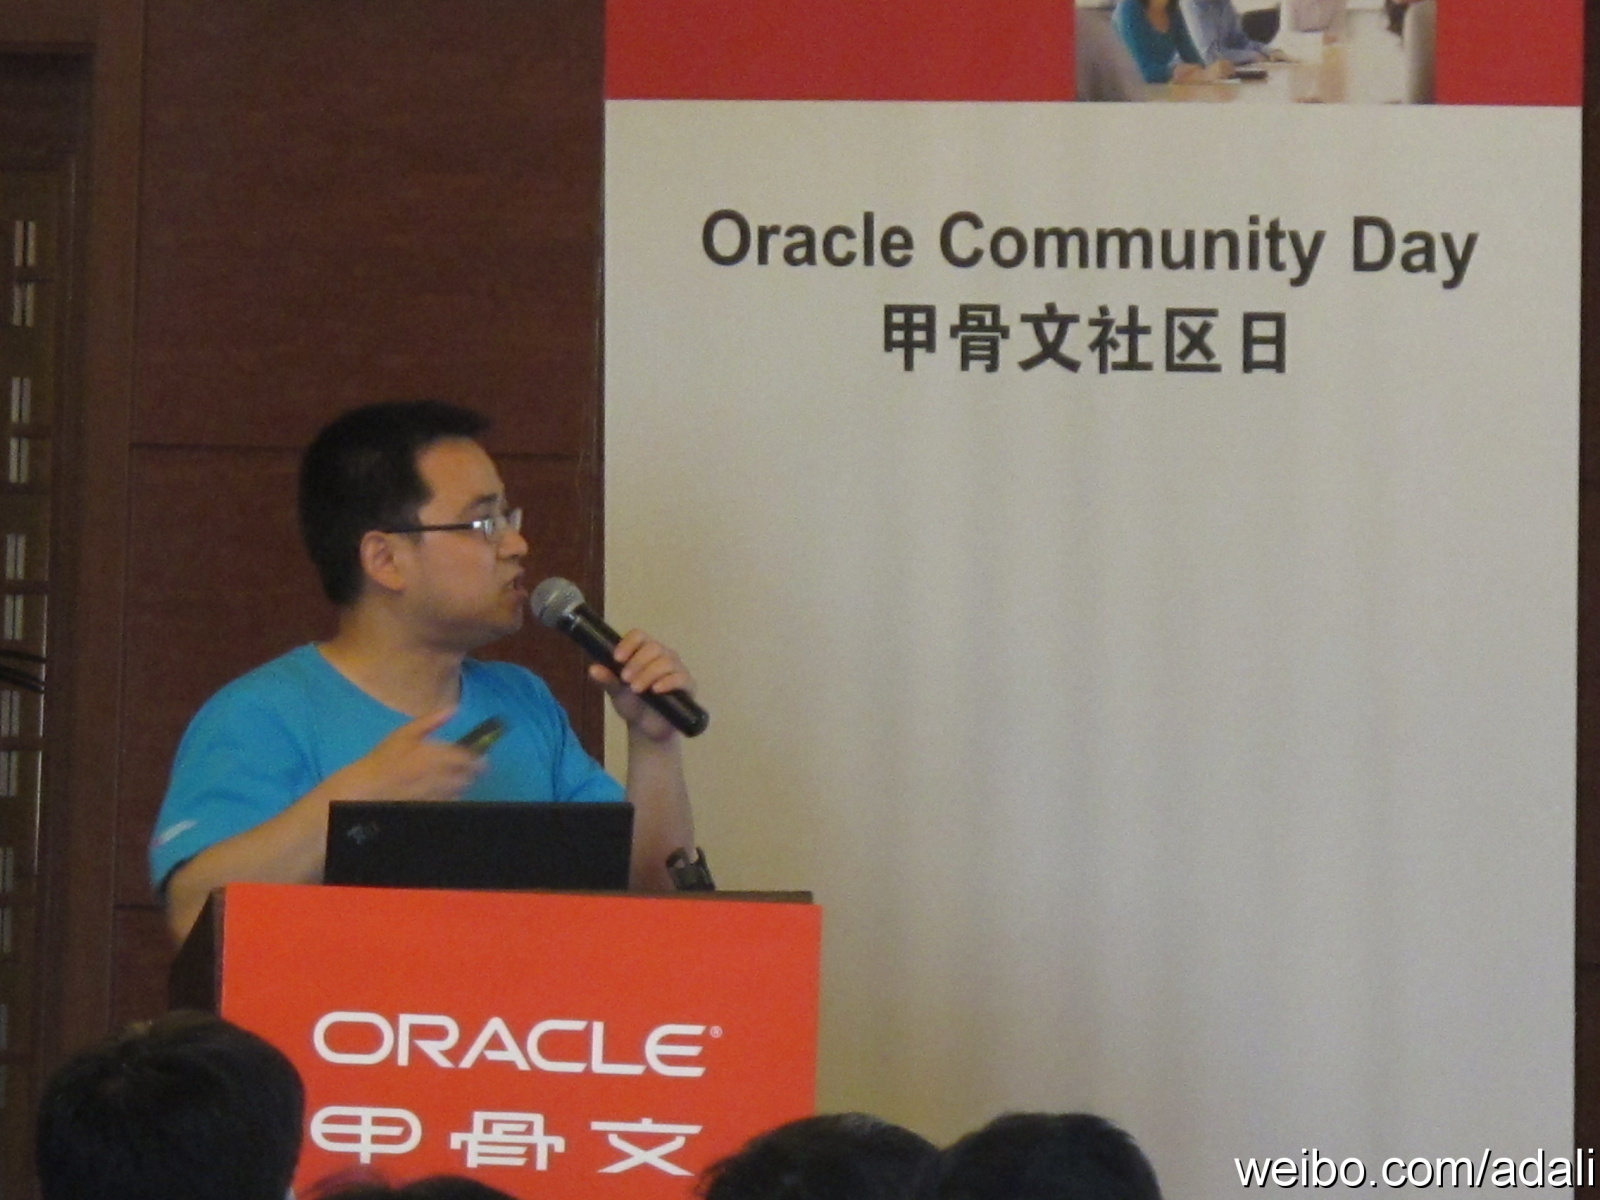 Oracle Community Day
甲骨文社区日
ORACLE®
甲骨文
weibo.com/adali